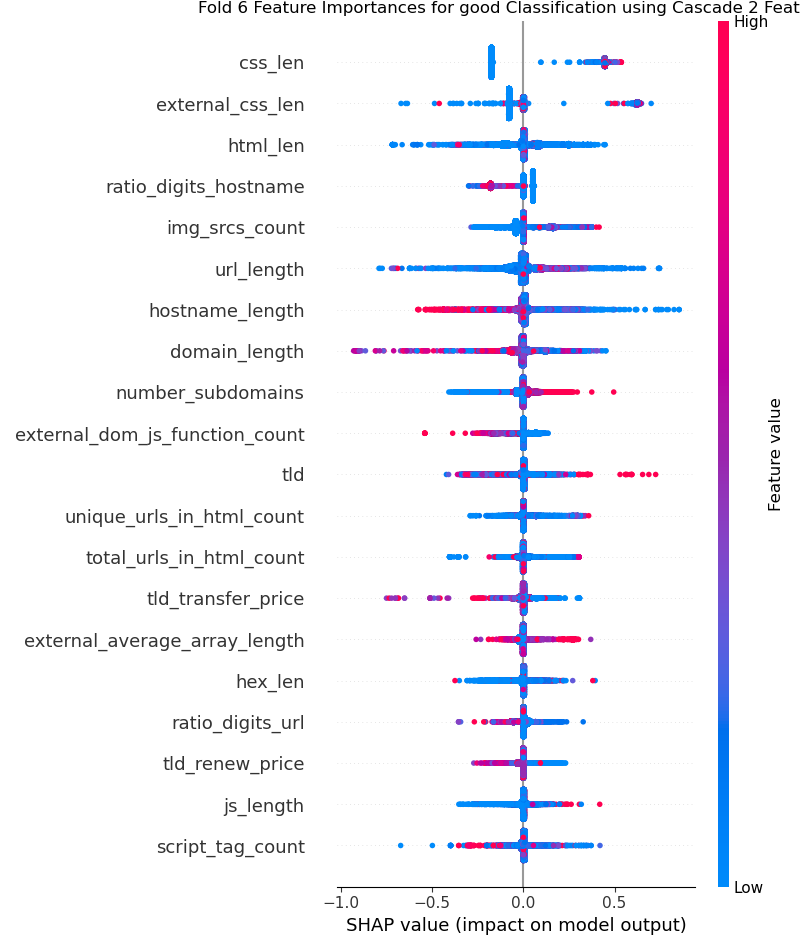 Fold 6 Feature Importances for good Classification using Cascade 2 Feat
High
css_len
external_css_len
html_len
ratio_digits_hostname
img_srcs_count
url_length
hostname_length
domain_length
number_subdomains
external_dom_js_function_count
tld
unique_urls_in_html_count
total_urls_in_html_count
tld_transfer_price
external_average_array_length
hex_len
ratio_digits_url
tld_renew_price
js_length
script_tag_count
Feature value
Low
−1.0 −0.5 0.0 0.5
SHAP value (impact on model output)